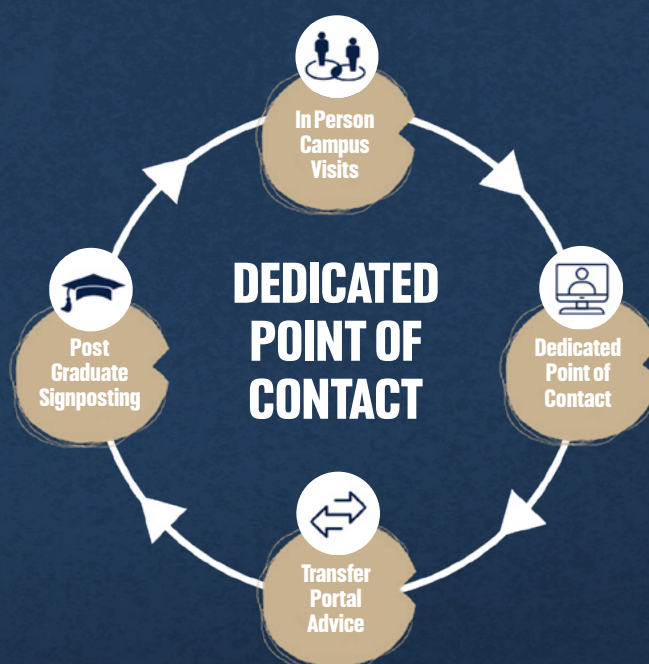 In Person
Campus
Visits
DEDICATED
POINT OF
CONTACT
Post
Graduate
Signposting
Dedicated
Point of
Contact
Transfer
Portal
Advice